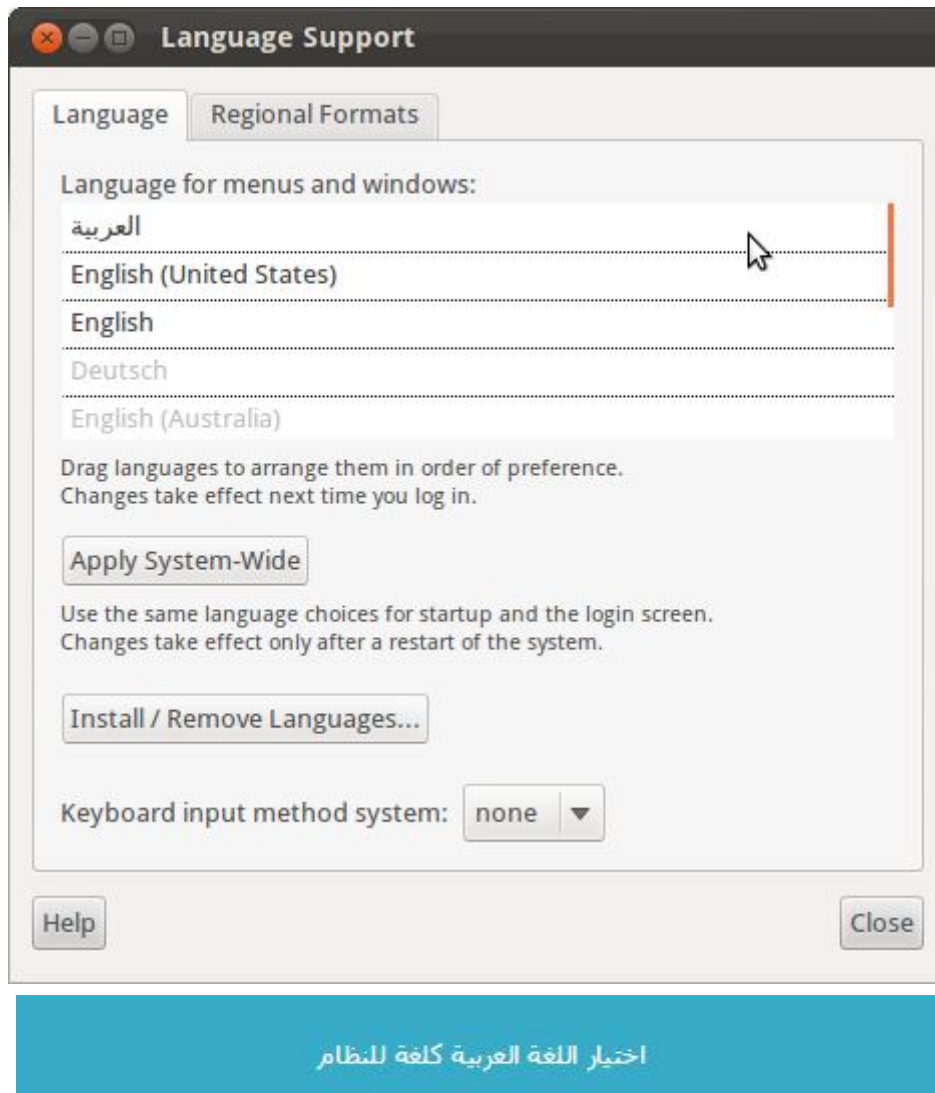 Language Support
Language
Regional Formats
Language for menus and windows:
العربية
English (United States)
English
Deutsch
English (Australia)
Drag languages to arrange them in order of preference.
Changes take effect next time you log in.
Apply System-Wide
Use the same language choices for startup and the login screen.
Changes take effect only after a restart of the system.
Install / Remove Languages...
Keyboard input method system: none
Help
Close
اختيار اللغة العربية كلغة للنظام